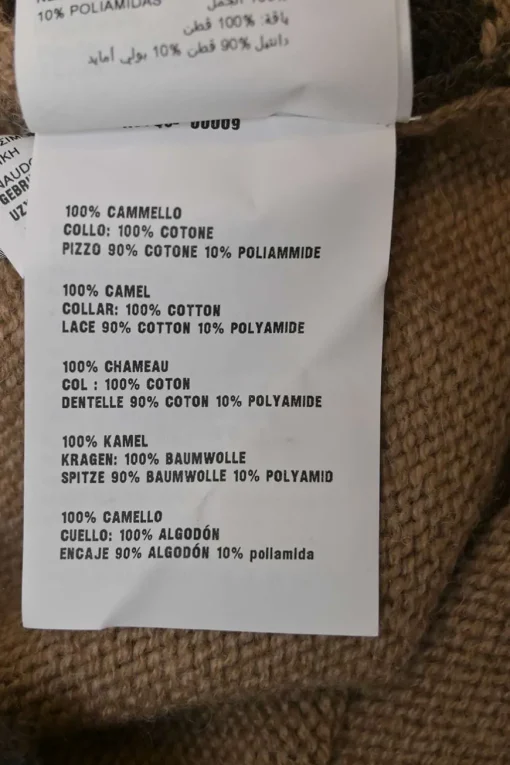 10% POLIAMIDAS
ياقة: 100% قطن
دانتيل 90% قطن 10% بولي أمايد
00009
100% CAMMELLO
COLLO: 100% COTONE
PIZZO 90% COTONE 10% POLIAMMIDE
100% CAMEL
COLLAR: 100% COTTON
LACE 90% COTTON 10% POLYAMIDE
100% CHAMEAU
COL : 100% COTON
DENTELLE 90% COTON 10% POLYAMIDE
100% KAMEL
KRAGEN: 100% BAUMWOLLE
SPITZE 90% BAUMWOLLE 10% POLYAMID
100% CAMELLO
CUELLO: 100% ALGODÓN
ENCAJE 90% ALGODÓN 10% poliamida